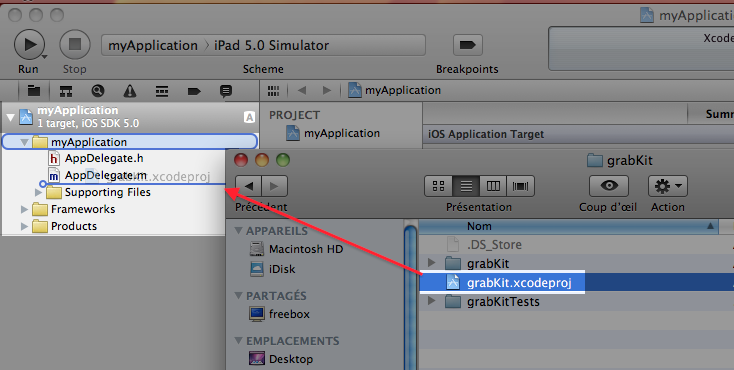 myApplication
Xcode
myApplication
iPad 5.0 Simulator
Run
Stop
Scheme
Breakpoints
myApplication
myApplication
1 target, iOS SDK 5.0
A
PROJECT
myApplication
Summ
iOS Application Target
myApplication
h AppDelegate.h
m AppDelegate.m
grabKit.xcodeproj
Supporting Files
Frameworks
Products
grabKit
Précédent
Présentation
Coup d'œil
Action
APPAREILS
Macintosh HD
iDisk
PARTAGÉS
freebox
EMPLACEMENTS
Desktop
Nom
.DS_Store
grabKit
grabKit.xcodeproj
grabKitTests